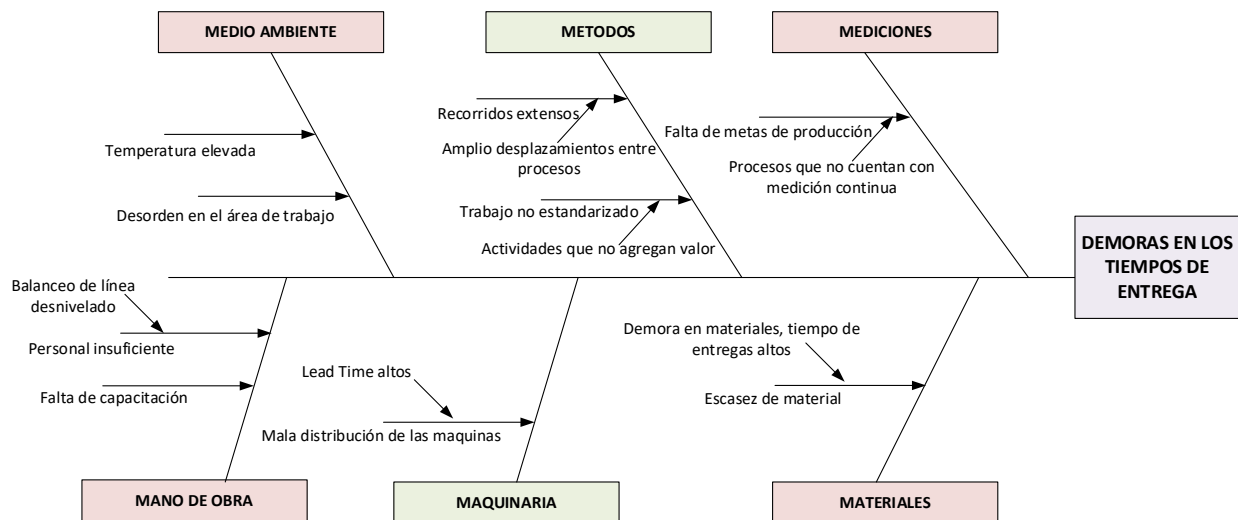 MEDIO AMBIENTE
METODOS
MEDICIONES
Recorridos extensos
Amplio desplazamientos entre
procesos
Falta de metas de producción
Procesos que no cuentan con
medición continua
Temperatura elevada
Desorden en el área de trabajo
Trabajo no estandarizado
Actividades que no agregan valor
DEMORAS EN LOS
TIEMPOS DE
ENTREGA
Balanceo de línea
desnivelado
Personal insuficiente
Falta de capacitación
Lead Time altos
Mala distribución de las maquinas
Demora en materiales, tiempo de
entregas altos
Escasez de material
MANO DE OBRA
MAQUINARIA
MATERIALES